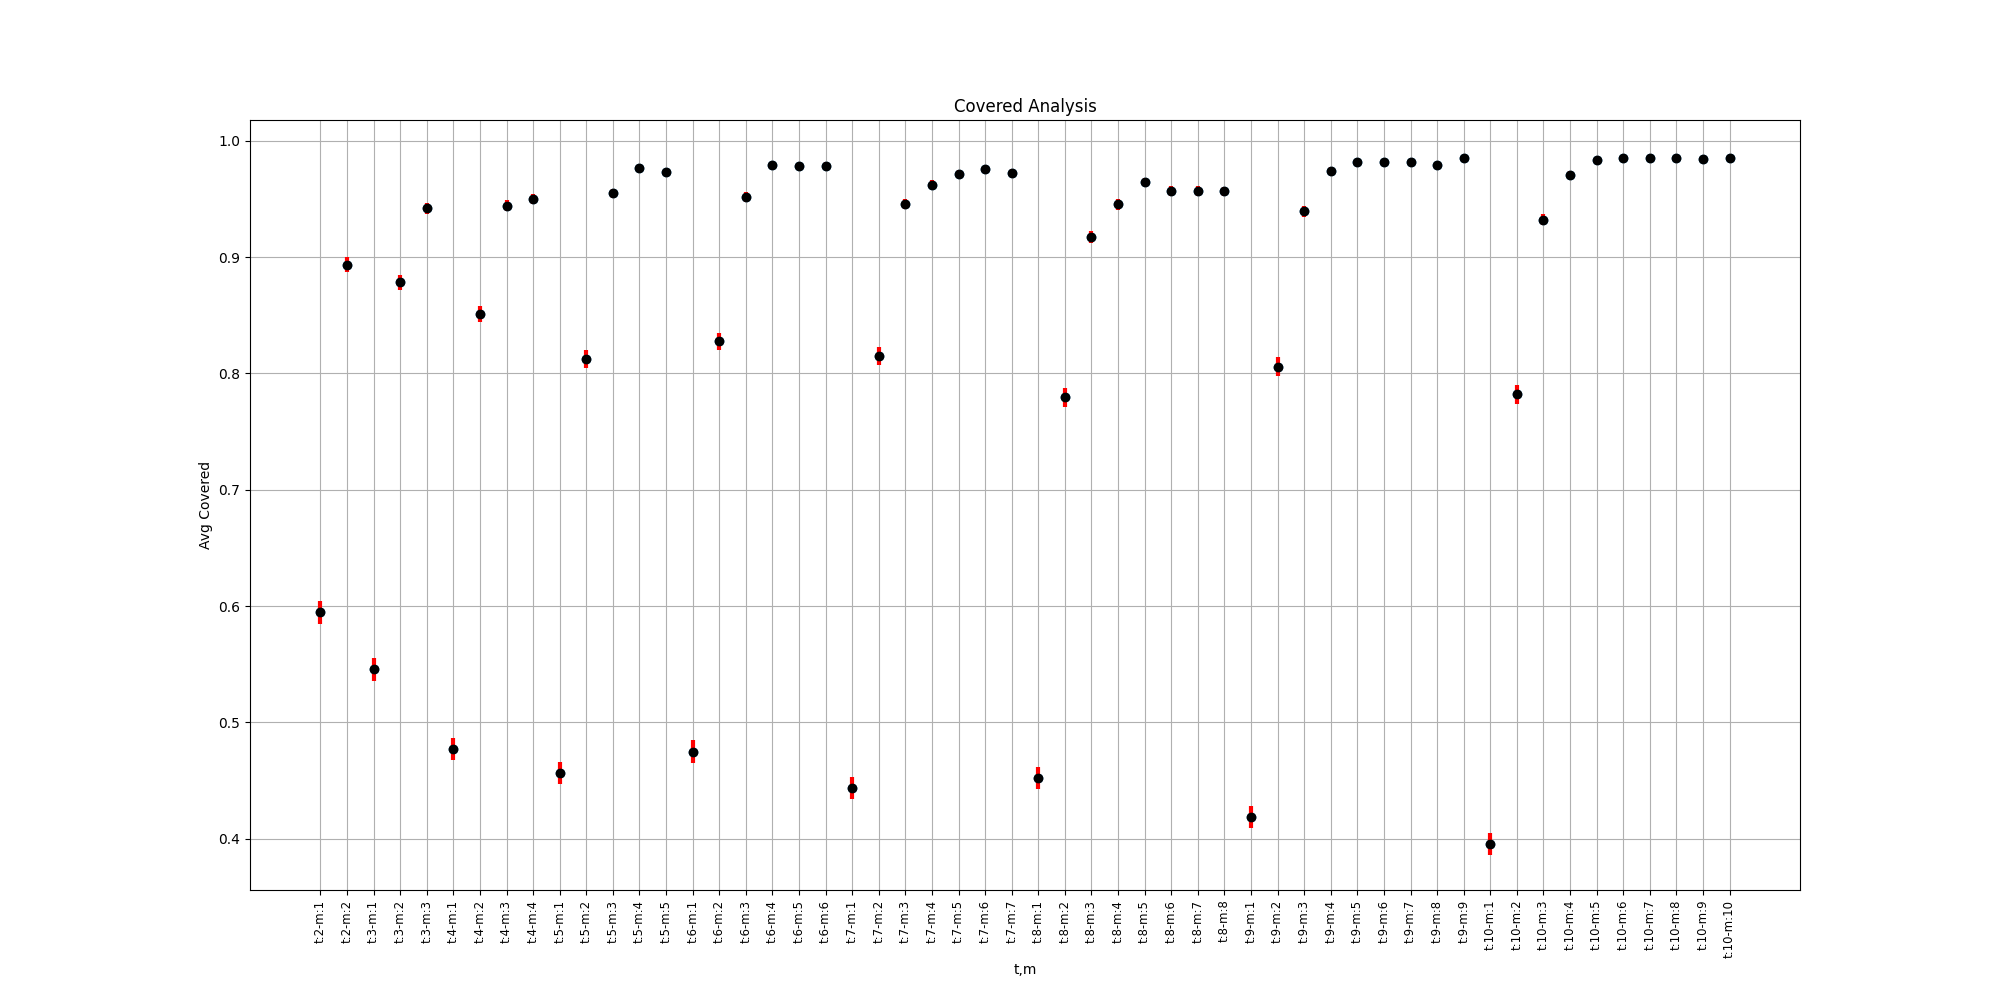 Covered Analysis
1.0
0.9
0.8
0.7
0.6
0.5
0.4
Avg Covered
t:2-m:1
t:2-m:2
t:3-m:1
t:3-m:2
t:3-m:3
t:4-m:1
t:4-m:2
t:4-m:3
t:4-m:4
t:5-m:1
t:5-m:2
t:5-m:3
t:5-m:4
t:5-m:5
t:6-m:1
t:6-m:2
t:6-m:3
t:6-m:4
t:6-m:5
t:6-m:6
t:7-m:1
t:7-m:2
t:7-m:3
t:7-m:4
t:7-m:5
t:7-m:6
t:7-m:7
t:8-m:1
t:8-m:2
t:8-m:3
t:8-m:4
t:8-m:5
t:8-m:6
t:8-m:7
t:8-m:8
t:9-m:1
t:9-m:2
t:9-m:3
t:9-m:4
t:9-m:5
t:9-m:6
t:9-m:7
t:9-m:8
t:9-m:9
t:10-m:1
t:10-m:2
t:10-m:3
t:10-m:4
t:10-m:5
t:10-m:6
t:10-m:7
t:10-m:8
t:10-m:9
t:10-m:10
t,m